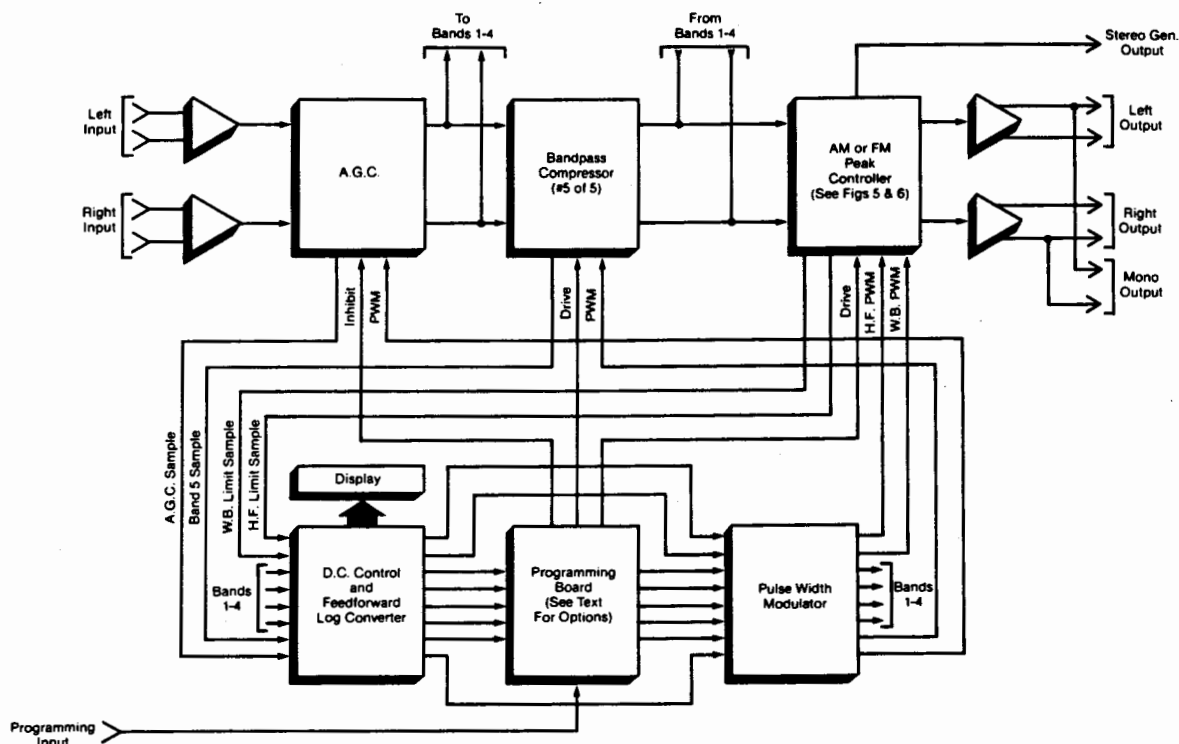 To
Bands 1-4
From
Bands 1-4
Stereo Gen.
Output
Left
Input
A.G.C.
Bandpass
Compressor
(#5 of 5)
AM or FM
Peak
Controller
(See Figs 5 & 6)
Left
Output
Right
Input
Right
Output
Mono
Output
Inhibit
PWM
Drive
PWM
Drive
H.F. PWM
W.B. PWM
A.G.C. Sample
Band 5 Sample
W.B. Limit Sample
H.F. Limit Sample
Display
Bands
1-4
D.C. Control
and
Feedforward
Log Converter
Programming
Board
(See Text
For Options)
Pulse Width
Modulator
Bands
1-4
Programming
Input